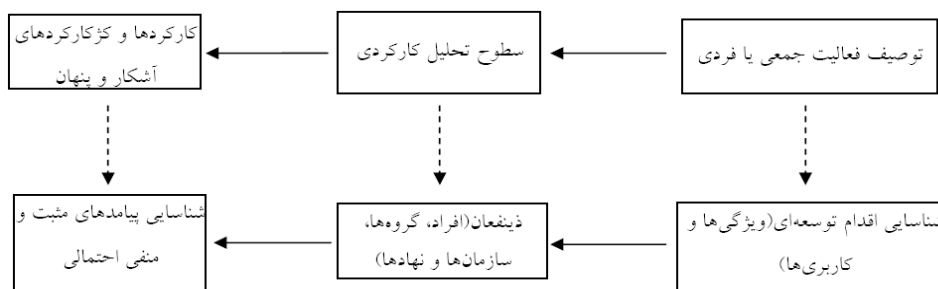 توصیف فعالیت جمعی یا فردی
سطوح تحلیل کارکردی
کارکردها و کژکارکردهای
آشکار و پنهان
شناسایی اقدام توسعه‌ای(ویژگی‌ها و
کاربری‌ها)
ذینفعان(افراد، گروه‌ها،
سازمان‌ها و نهادها)
شناسایی پیامدهای مثبت و
منفی احتمالی